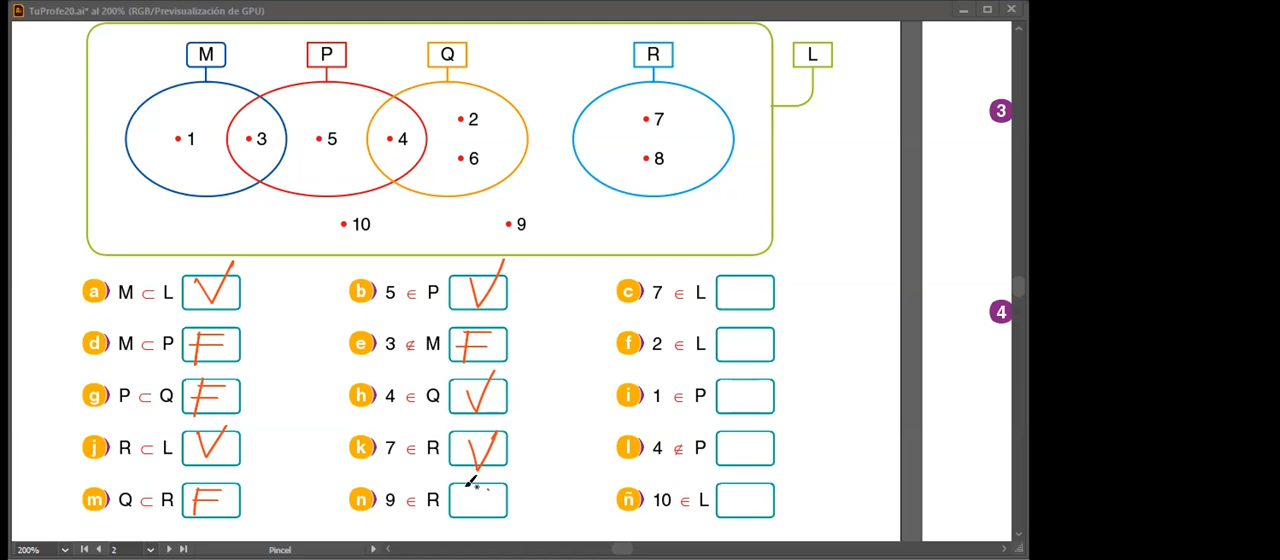 TuProfe20.ai* al 200% (RGB/Previsualización de GPU)
M P Q R L
• 1 • 3 • 5 • 4 • 2 • 7
• 6 • 8
• 10 • 9
3
4
a) M ⊂ L V b) 5 ∈ P V c) 7 ∈ L
d) M ⊂ P F e) 3 ∉ M F f) 2 ∈ L
g) P ⊂ Q F h) 4 ∈ Q V i) 1 ∈ P
j) R ⊂ L V k) 7 ∈ R V l) 4 ∉ P
m) Q ⊂ R F n) 9 ∈ R ñ) 10 ∈ L
200% 2 Pincel